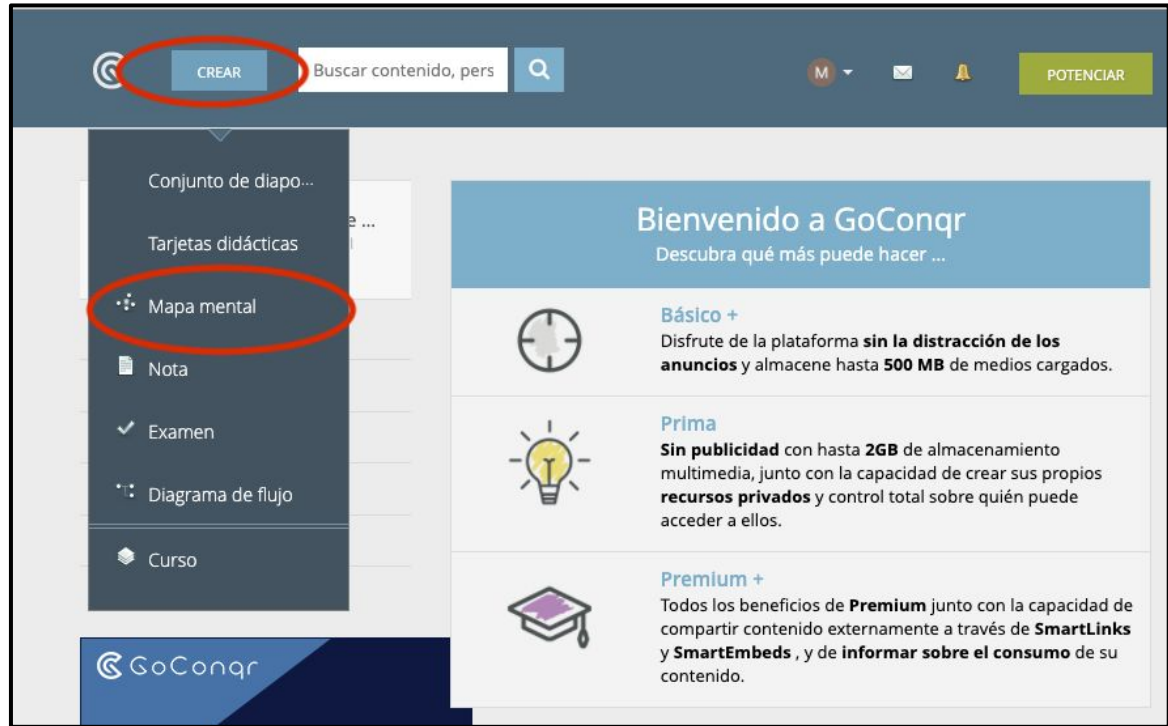 CREAR
Buscar contenido, pers
M
POTENCIAR
Conjunto de diapo...
Tarjetas didácticas
Mapa mental
Nota
Examen
Diagrama de flujo
Curso
e ...
l
Bienvenido a GoConqr
Descubra qué más puede hacer ...
Básico +
Disfrute de la plataforma sin la distracción de los
anuncios y almacene hasta 500 MB de medios cargados.
Prima
Sin publicidad con hasta 2GB de almacenamiento
multimedia, junto con la capacidad de crear sus propios
recursos privados y control total sobre quién puede
acceder a ellos.
Premium +
Todos los beneficios de Premium junto con la capacidad de
compartir contenido externamente a través de SmartLinks
y SmartEmbeds , y de informar sobre el consumo de su
contenido.
GoConqr